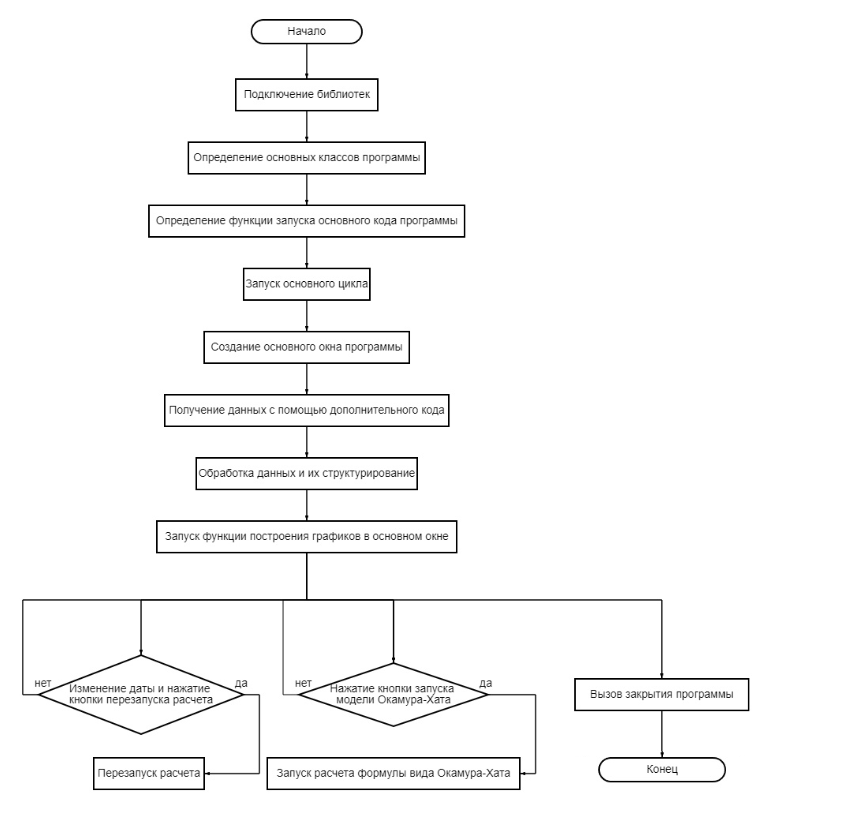 Начало
Подключение библиотек
Определение основных классов программы
Определение функции запуска основного кода программы
Запуск основного цикла
Создание основного окна программы
Получение данных с помощью дополнительного кода
Обработка данных и их структурирование
Запуск функции построения графиков в основном окне
нет
Изменение даты и нажатие
кнопки перезапуска расчета
да
нет
Нажатие кнопки запуска
модели Окамура-Хата
да
Вызов закрытия программы
Перезапуск расчета
Запуск расчета формулы вида Окамура-Хата
Конец